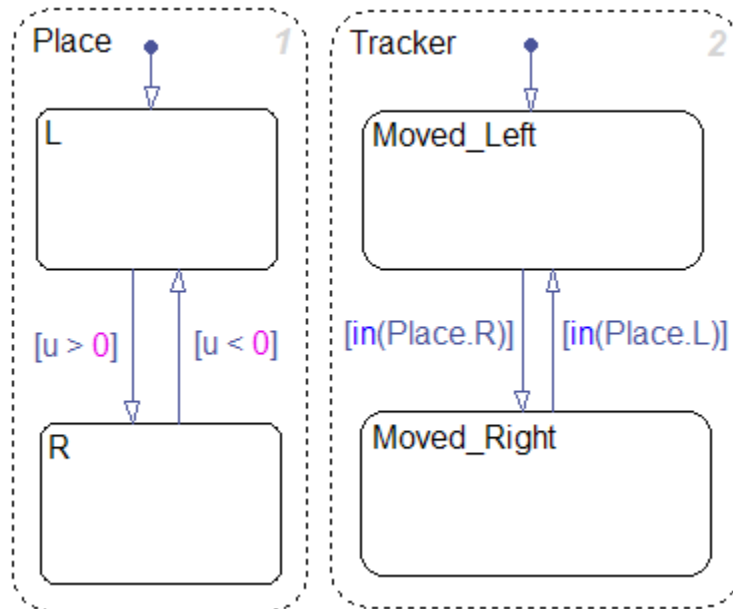 Place 1
L
[u > 0] [u < 0]
R
Tracker 2
Moved_Left
[in(Place.R)] [in(Place.L)]
Moved_Right